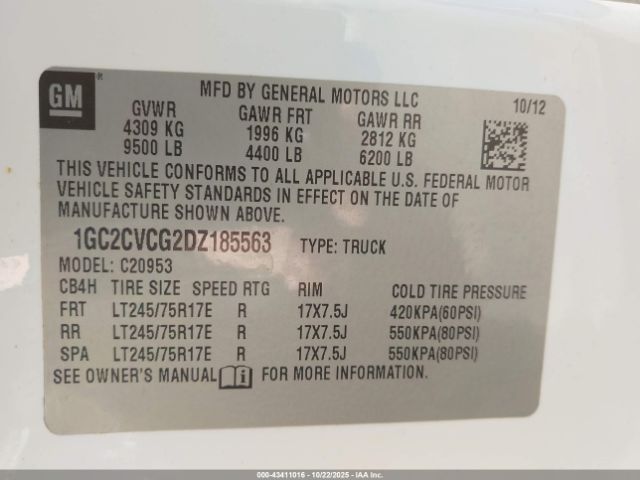 GM ®
MFD BY GENERAL MOTORS LLC 10/12
GVWR GAWR FRT GAWR RR
4309 KG 1996 KG 2812 KG
9500 LB 4400 LB 6200 LB
THIS VEHICLE CONFORMS TO ALL APPLICABLE U.S. FEDERAL MOTOR
VEHICLE SAFETY STANDARDS IN EFFECT ON THE DATE OF
MANUFACTURE SHOWN ABOVE.
1GC2CVCG2DZ185563 TYPE: TRUCK
MODEL: C20953
CB4H TIRE SIZE SPEED RTG RIM COLD TIRE PRESSURE
FRT LT245/75R17E R 17X7.5J 420KPA(60PSI)
RR LT245/75R17E R 17X7.5J 550KPA(80PSI)
SPA LT245/75R17E R 17X7.5J 550KPA(80PSI)
SEE OWNER'S MANUAL i FOR MORE INFORMATION.
000-43411016 - 10/22/2025 - IAA Inc.